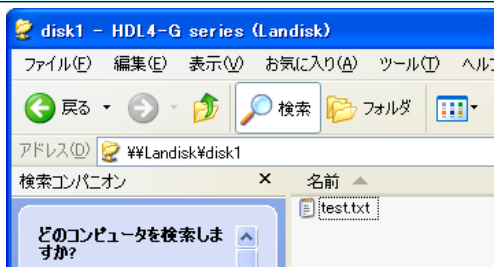 disk1 - HDL4-G series (Landisk)
ファイル(F) 編集(E) 表示(V) お気に入り(A) ツール(T)
戻る 検索 フォルダ
アドレス(D) ¥¥Landisk¥disk1
検索コンパニオン × 名前
test.txt
どのコンピュータを検索しま
すか?